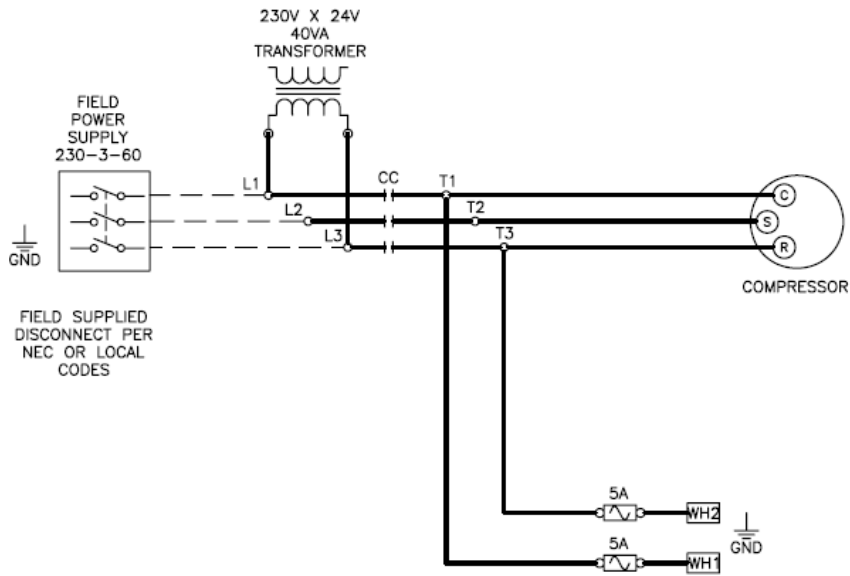 230V X 24V
40VA
TRANSFORMER
FIELD
POWER
SUPPLY
230-3-60
L1
CC
T1
C
L2
T2
S
L3
T3
R
GND
COMPRESSOR
FIELD SUPPLIED
DISCONNECT PER
NEC OR LOCAL
CODES
5A
WH2
GND
5A
WH1